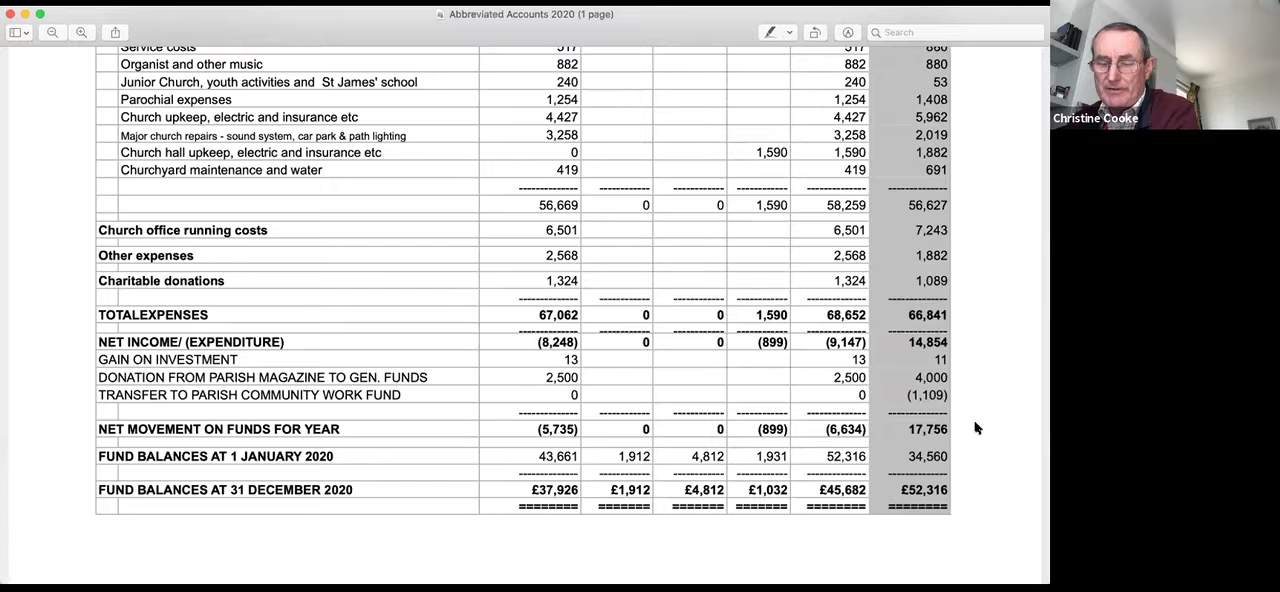 Abbreviated Accounts 2020 (1 page)
Search
Service costs 517 517 860
Organist and other music 882 882 880
Junior Church, youth activities and St James' school 240 240 53
Parochial expenses 1,254 1,254 1,408
Church upkeep, electric and insurance etc 4,427 4,427 5,962
Major church repairs - sound system, car park & path lighting 3,258 3,258 2,019
Church hall upkeep, electric and insurance etc 0 1,590 1,590 1,882
Churchyard maintenance and water 419 419 691
-------------- ------------ ------------ ------------ -------------- --------------
56,669 0 0 1,590 58,259 56,627
Church office running costs 6,501 6,501 7,243
Other expenses 2,568 2,568 1,882
Charitable donations 1,324 1,324 1,089
-------------- ------------ ------------ ------------ -------------- --------------
TOTALEXPENSES 67,062 0 0 1,590 68,652 66,841
-------------- ------------ ------------ ------------ -------------- --------------
NET INCOME/ (EXPENDITURE) (8,248) 0 0 (899) (9,147) 14,854
GAIN ON INVESTMENT 13 13 11
DONATION FROM PARISH MAGAZINE TO GEN. FUNDS 2,500 2,500 4,000
TRANSFER TO PARISH COMMUNITY WORK FUND 0 0 (1,109)
-------------- ------------ ------------ ------------ -------------- --------------
NET MOVEMENT ON FUNDS FOR YEAR (5,735) 0 0 (899) (6,634) 17,756
FUND BALANCES AT 1 JANUARY 2020 43,661 1,912 4,812 1,931 52,316 34,560
-------------- ------------ ------------ ------------ -------------- --------------
FUND BALANCES AT 31 DECEMBER 2020 £37,926 £1,912 £4,812 £1,032 £45,682 £52,316
======== ======= ======= ======= ======== ========
Christine Cooke